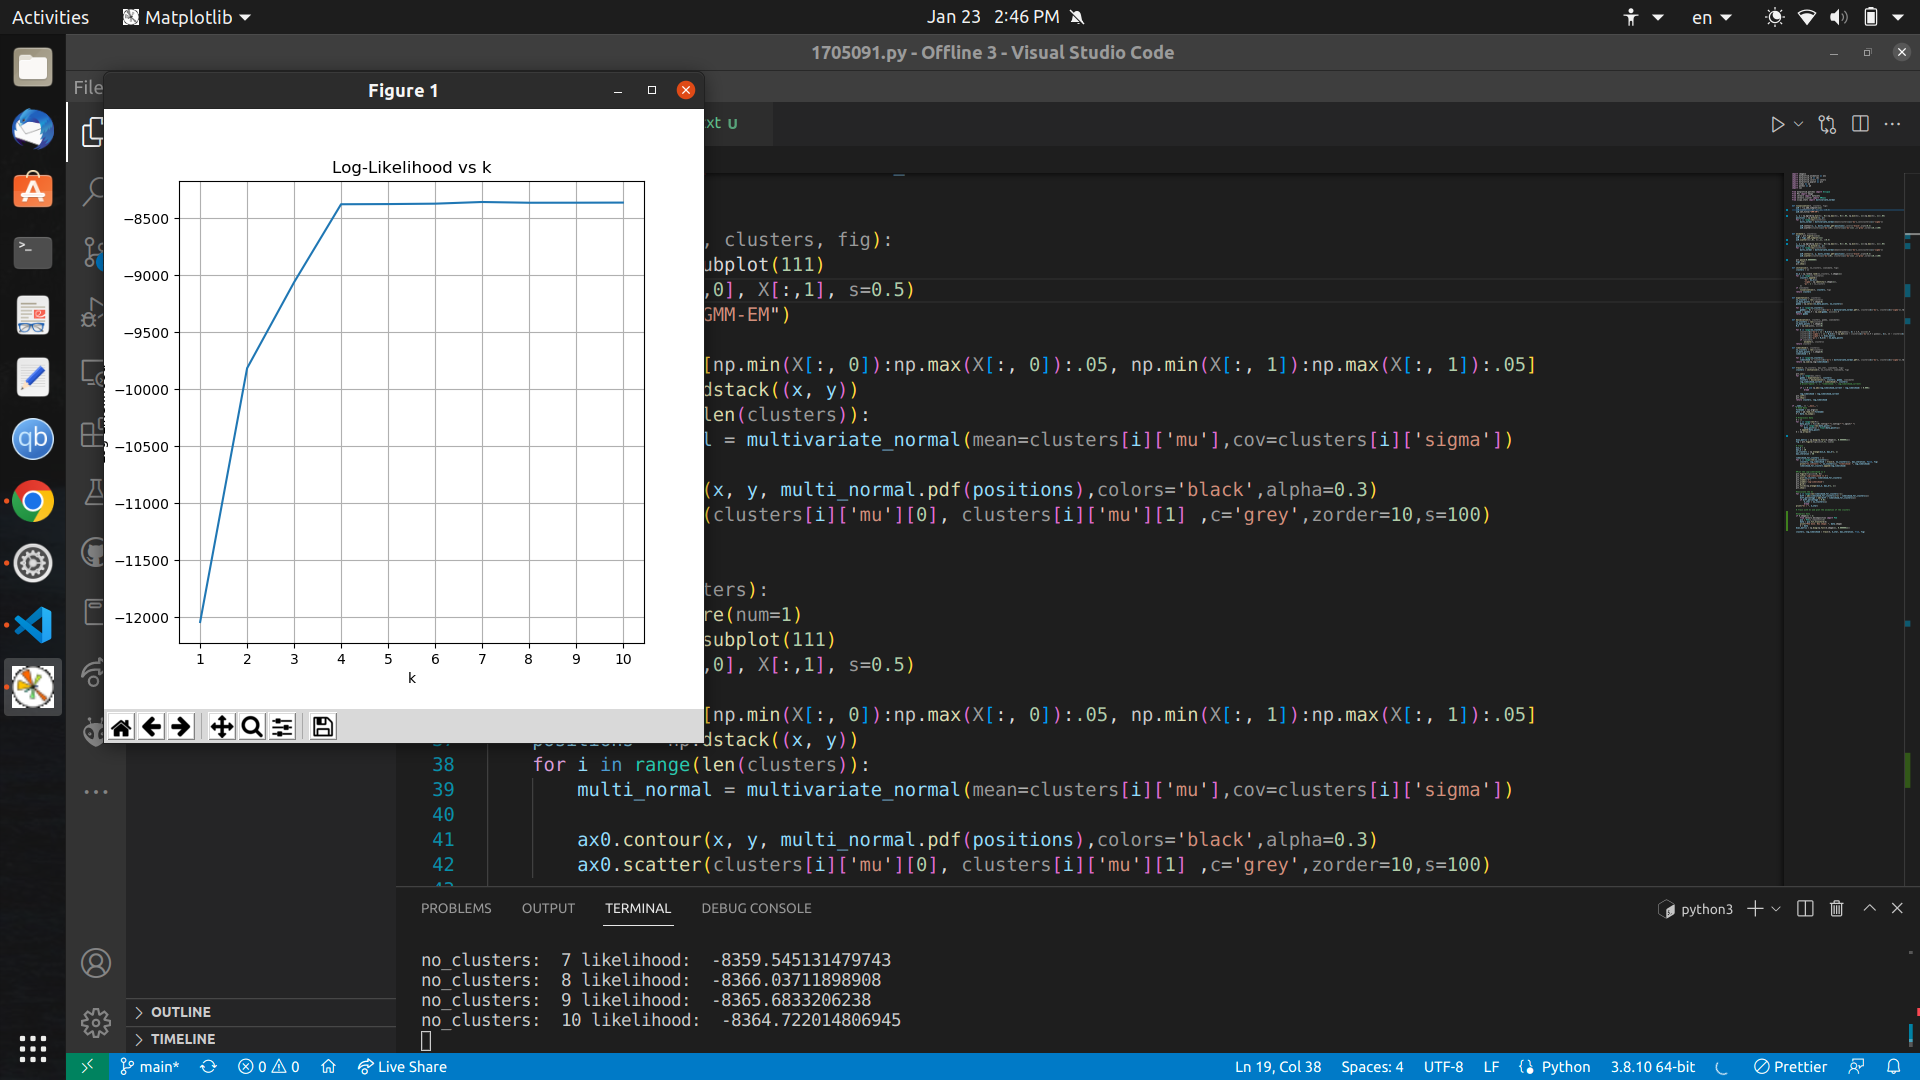 Activities
Matplotlib
Jan 23 2:46 PM
en
1705091.py - Offline 3 - Visual Studio Code
File
Figure 1
xt U
Log-Likelihood vs k
−8500
−9000
−9500
−10000
−10500
−11000
−11500
−12000
1 2 3 4 5 6 7 8 9 10
k
, clusters, fig):
ubplot(111)
,0], X[:,1], s=0.5)
GMM-EM")
[np.min(X[:, 0]):np.max(X[:, 0]):.05, np.min(X[:, 1]):np.max(X[:, 1]):.05]
dstack((x, y))
len(clusters)):
l = multivariate_normal(mean=clusters[i]['mu'],cov=clusters[i]['sigma'])
(x, y, multi_normal.pdf(positions),colors='black',alpha=0.3)
(clusters[i]['mu'][0], clusters[i]['mu'][1] ,c='grey',zorder=10,s=100)
ters):
re(num=1)
subplot(111)
,0], X[:,1], s=0.5)
[np.min(X[:, 0]):np.max(X[:, 0]):.05, np.min(X[:, 1]):np.max(X[:, 1]):.05]
dstack((x, y))
38 for i in range(len(clusters)):
39 multi_normal = multivariate_normal(mean=clusters[i]['mu'],cov=clusters[i]['sigma'])
40
41 ax0.contour(x, y, multi_normal.pdf(positions),colors='black',alpha=0.3)
42 ax0.scatter(clusters[i]['mu'][0], clusters[i]['mu'][1] ,c='grey',zorder=10,s=100)
PROBLEMS OUTPUT TERMINAL DEBUG CONSOLE
python3
no_clusters:  7 likelihood:  -8359.545131479743
no_clusters:  8 likelihood:  -8366.03711898908
no_clusters:  9 likelihood:  -8365.6833206238
no_clusters:  10 likelihood:  -8364.722014806945
OUTLINE
TIMELINE
main* 0 0 Live Share
Ln 19, Col 38 Spaces: 4 UTF-8 LF Python 3.8.10 64-bit Prettier